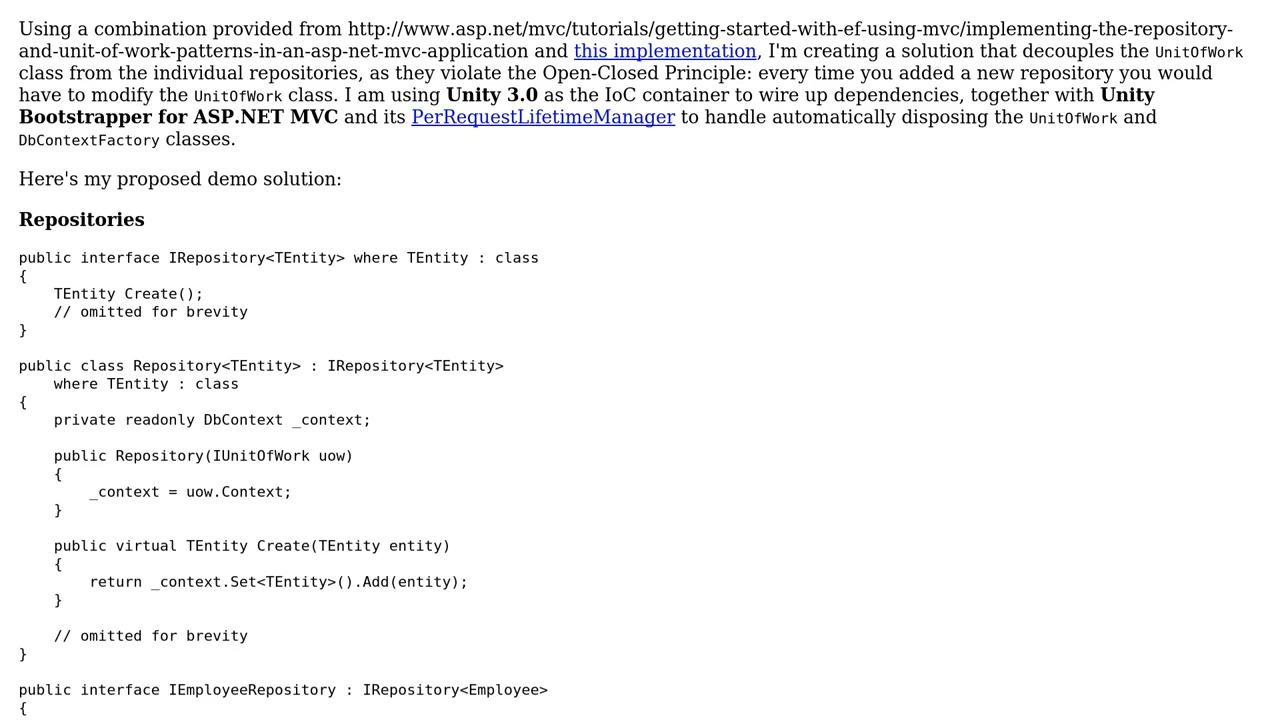 Using a combination provided from http://www.asp.net/mvc/tutorials/getting-started-with-ef-using-mvc/implementing-the-repository-
and-unit-of-work-patterns-in-an-asp-net-mvc-application and this implementation, I'm creating a solution that decouples the UnitOfWork
class from the individual repositories, as they violate the Open-Closed Principle: every time you added a new repository you would
have to modify the UnitOfWork class. I am using Unity 3.0 as the IoC container to wire up dependencies, together with Unity
Bootstrapper for ASP.NET MVC and its PerRequestLifetimeManager to handle automatically disposing the UnitOfWork and
DbContextFactory classes.
Here's my proposed demo solution:
Repositories
public interface IRepository<TEntity> where TEntity : class
{
    TEntity Create();
    // omitted for brevity
}
public class Repository<TEntity> : IRepository<TEntity>
    where TEntity : class
{
    private readonly DbContext _context;
    public Repository(IUnitOfWork uow)
    {
        _context = uow.Context;
    }
    public virtual TEntity Create(TEntity entity)
    {
        return _context.Set<TEntity>().Add(entity);
    }
    // omitted for brevity
}
public interface IEmployeeRepository : IRepository<Employee>
{